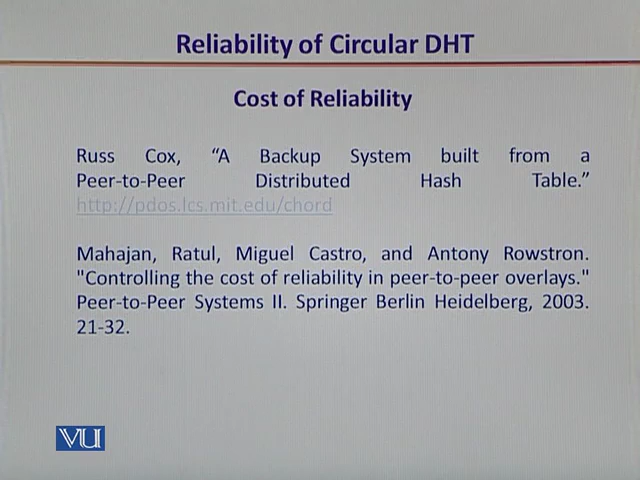 Reliability of Circular DHT
Cost of Reliability
Russ Cox, “A Backup System built from a
Peer-to-Peer Distributed Hash Table.”
http://pdos.lcs.mit.edu/chord
Mahajan, Ratul, Miguel Castro, and Antony Rowstron.
"Controlling the cost of reliability in peer-to-peer overlays."
Peer-to-Peer Systems II. Springer Berlin Heidelberg, 2003.
21-32.
VU